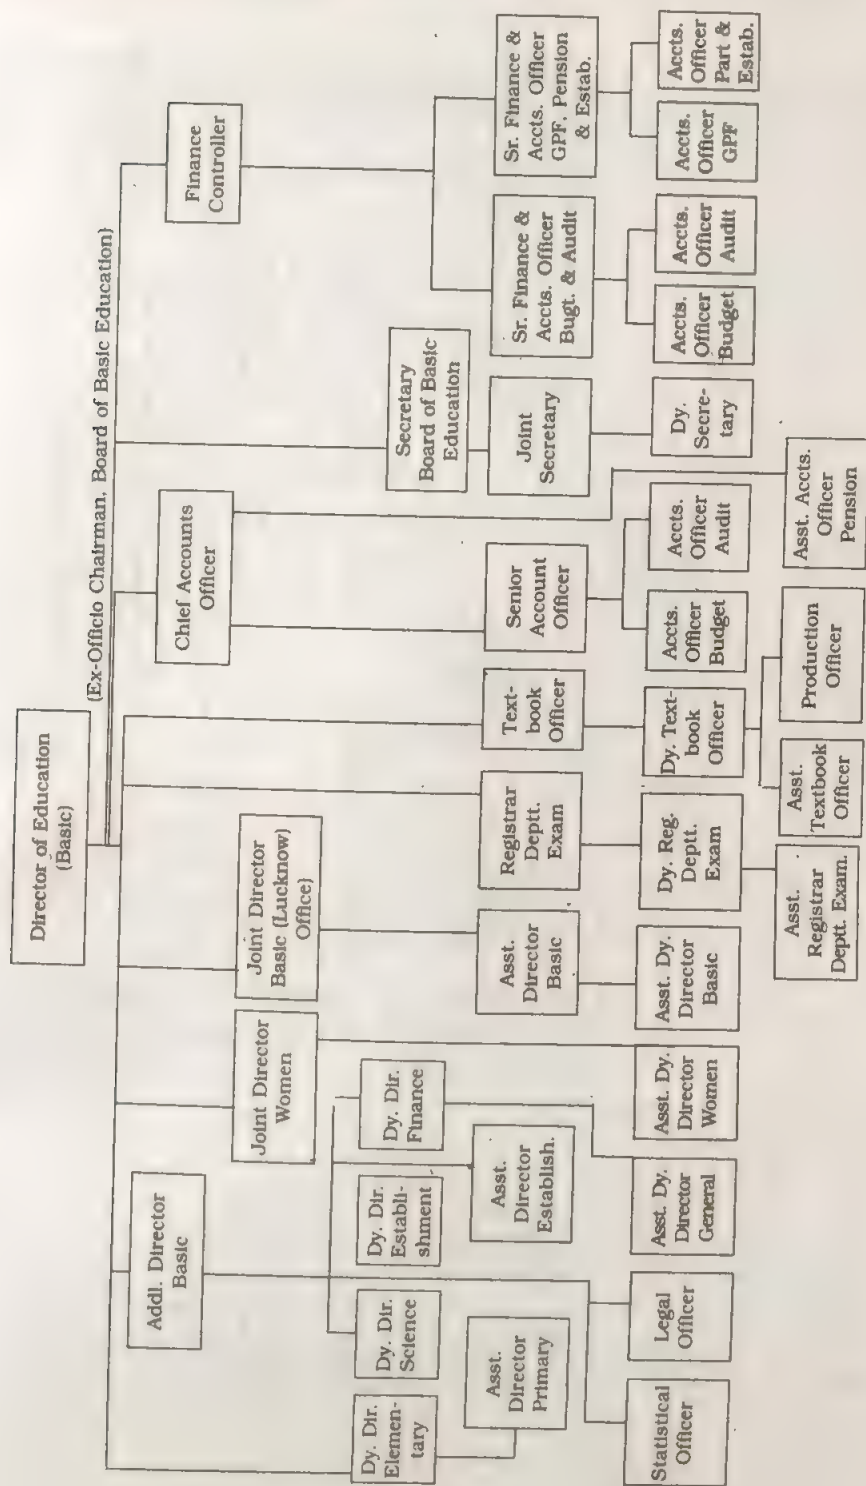 Director of Education
(Basic)
(Ex-Officio Chairman, Board of Basic Education)
Addl. Director
Basic
Joint Director
Women
Joint Director
Basic (Lucknow)
Office)
Chief Accounts
Officer
Finance
Controller
Dy. Dir.
Elemen-
tary
Dy. Dir.
Science
Dy. Dir.
Establi-
shment
Dy. Dir.
Finance
Secretary
Board of Basic
Education
Asst.
Director
Primary
Asst.
Director
Establish.
Asst.
Director
Basic
Registrar
Deptt.
Exam
Text-
book
Officer
Senior
Account
Officer
Joint
Secretary
Sr. Finance &
Accts. Officer
Bugt. & Audit
Sr. Finance &
Accts. Officer
GPF, Pension
& Estab.
Statistical
Officer
Legal
Officer
Asst. Dy.
Director
General
Asst. Dy.
Director
Women
Asst. Dy.
Director
Basic
Dy. Reg.
Deptt.
Exam
Dy. Text-
book
Officer
Accts.
Officer
Budget
Accts.
Officer
Audit
Dy.
Secre-
tary
Accts.
Officer
Budget
Accts.
Officer
Audit
Accts.
Officer
GPF
Accts.
Officer
Part &
Estab.
Asst.
Registrar
Deptt. Exam.
Asst.
Textbook
Officer
Production
Officer
Asst. Accts.
Officer
Pension